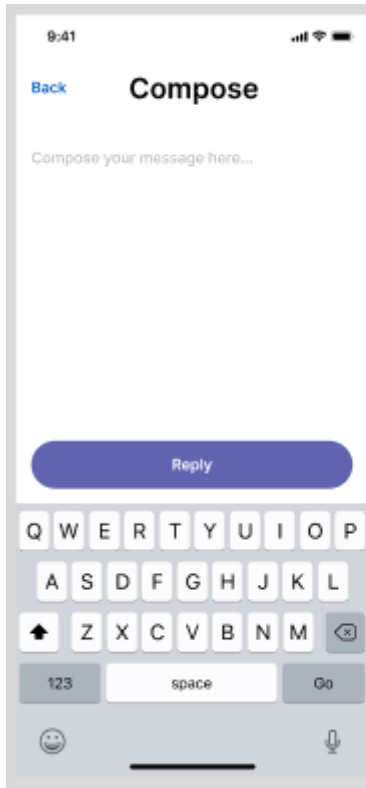 9:41
Back Compose
Compose your message here...
Reply
Q W E R T Y U I O P
A S D F G H J K L
Z X C V B N M
123 space Go